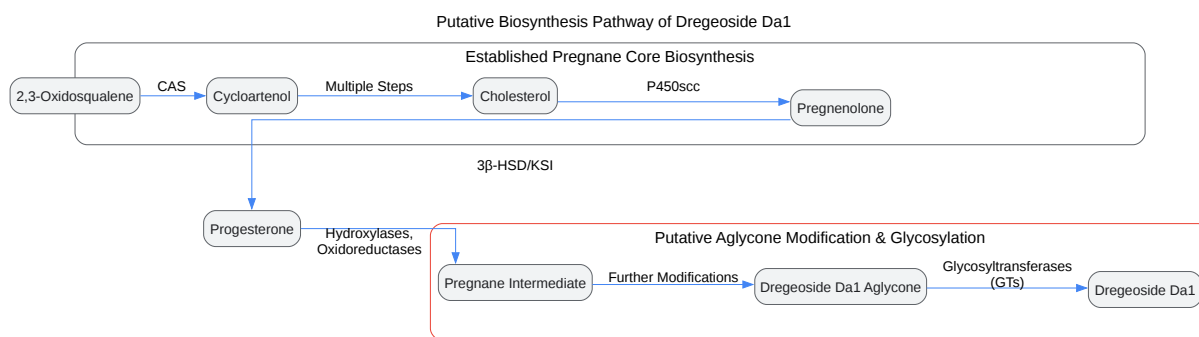 Putative Biosynthesis Pathway of Dregeoside Da1
Established Pregnane Core Biosynthesis
2,3-Oxidosqualene
CAS
Cycloartenol
Multiple Steps
Cholesterol
P450scc
Pregnenolone
3β-HSD/KSI
Progesterone
Hydroxylases,
Oxidoreductases
Putative Aglycone Modification & Glycosylation
Pregnane Intermediate
Further Modifications
Dregeoside Da1 Aglycone
Glycosyltransferases
(GTs)
Dregeoside Da1